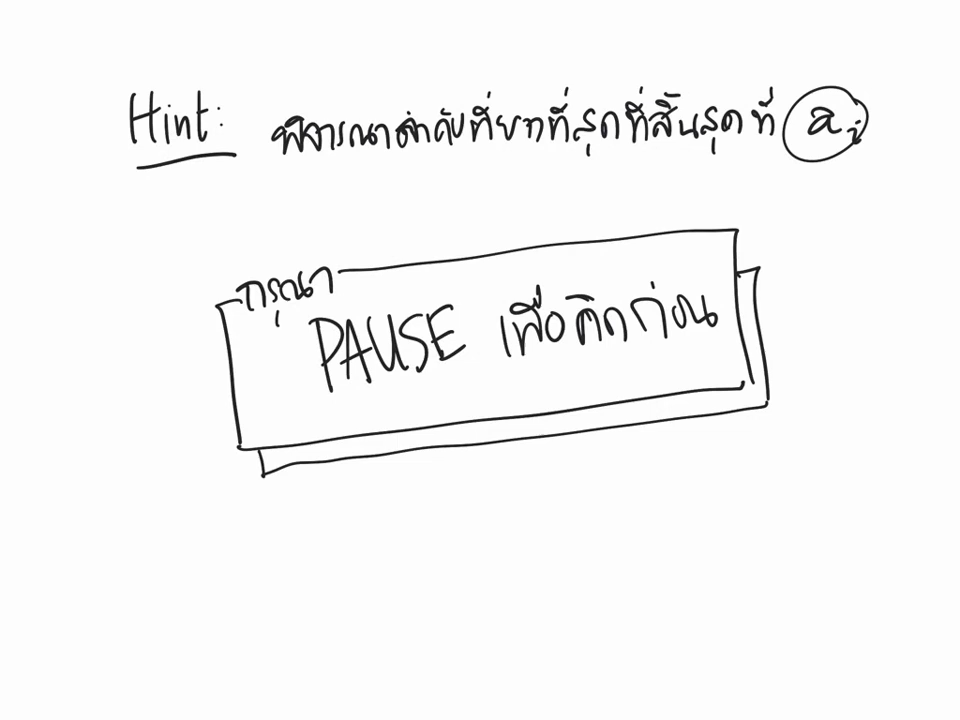 Hint: พิจารณาลำดับที่ยาวที่สุดที่สิ้นสุดที่ aᵢ
กรุณา
PAUSE เพื่อคิดก่อน